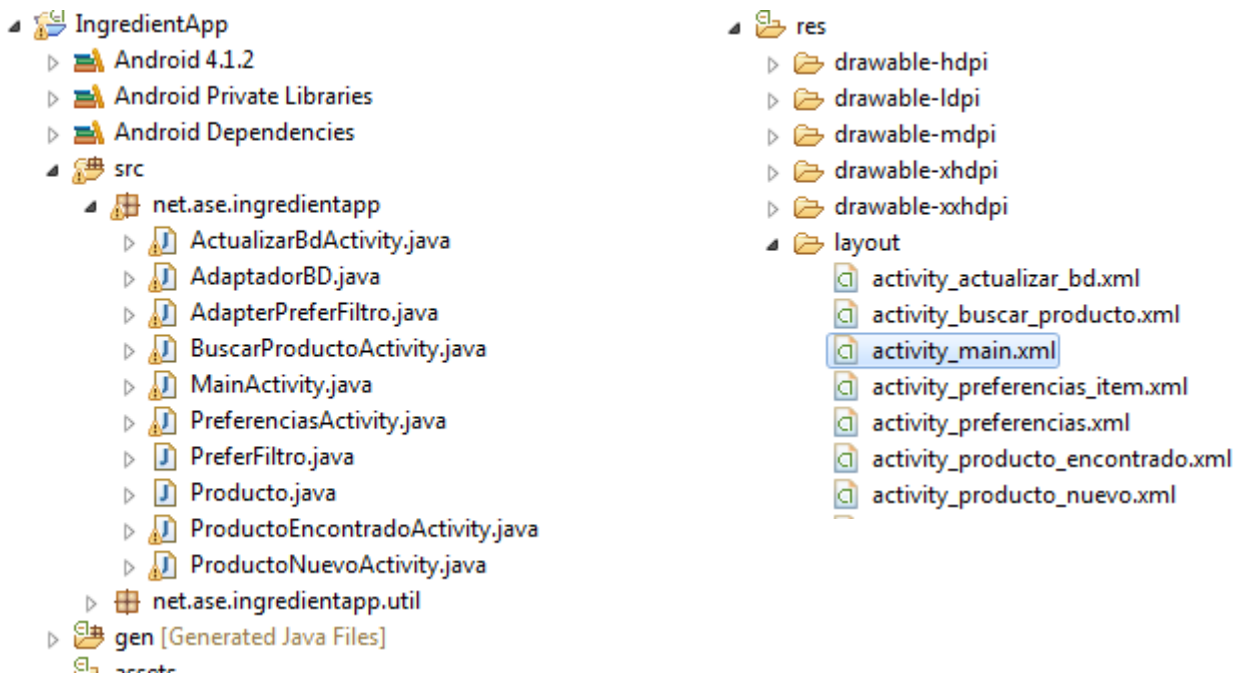 IngredientApp
Android 4.1.2
Android Private Libraries
Android Dependencies
src
net.ase.ingredientapp
ActualizarBdActivity.java
AdaptadorBD.java
AdapterPreferFiltro.java
BuscarProductoActivity.java
MainActivity.java
PreferenciasActivity.java
PreferFiltro.java
Producto.java
ProductoEncontradoActivity.java
ProductoNuevoActivity.java
net.ase.ingredientapp.util
gen [Generated Java Files]
assets
res
drawable-hdpi
drawable-ldpi
drawable-mdpi
drawable-xhdpi
drawable-xxhdpi
layout
activity_actualizar_bd.xml
activity_buscar_producto.xml
activity_main.xml
activity_preferencias_item.xml
activity_preferencias.xml
activity_producto_encontrado.xml
activity_producto_nuevo.xml